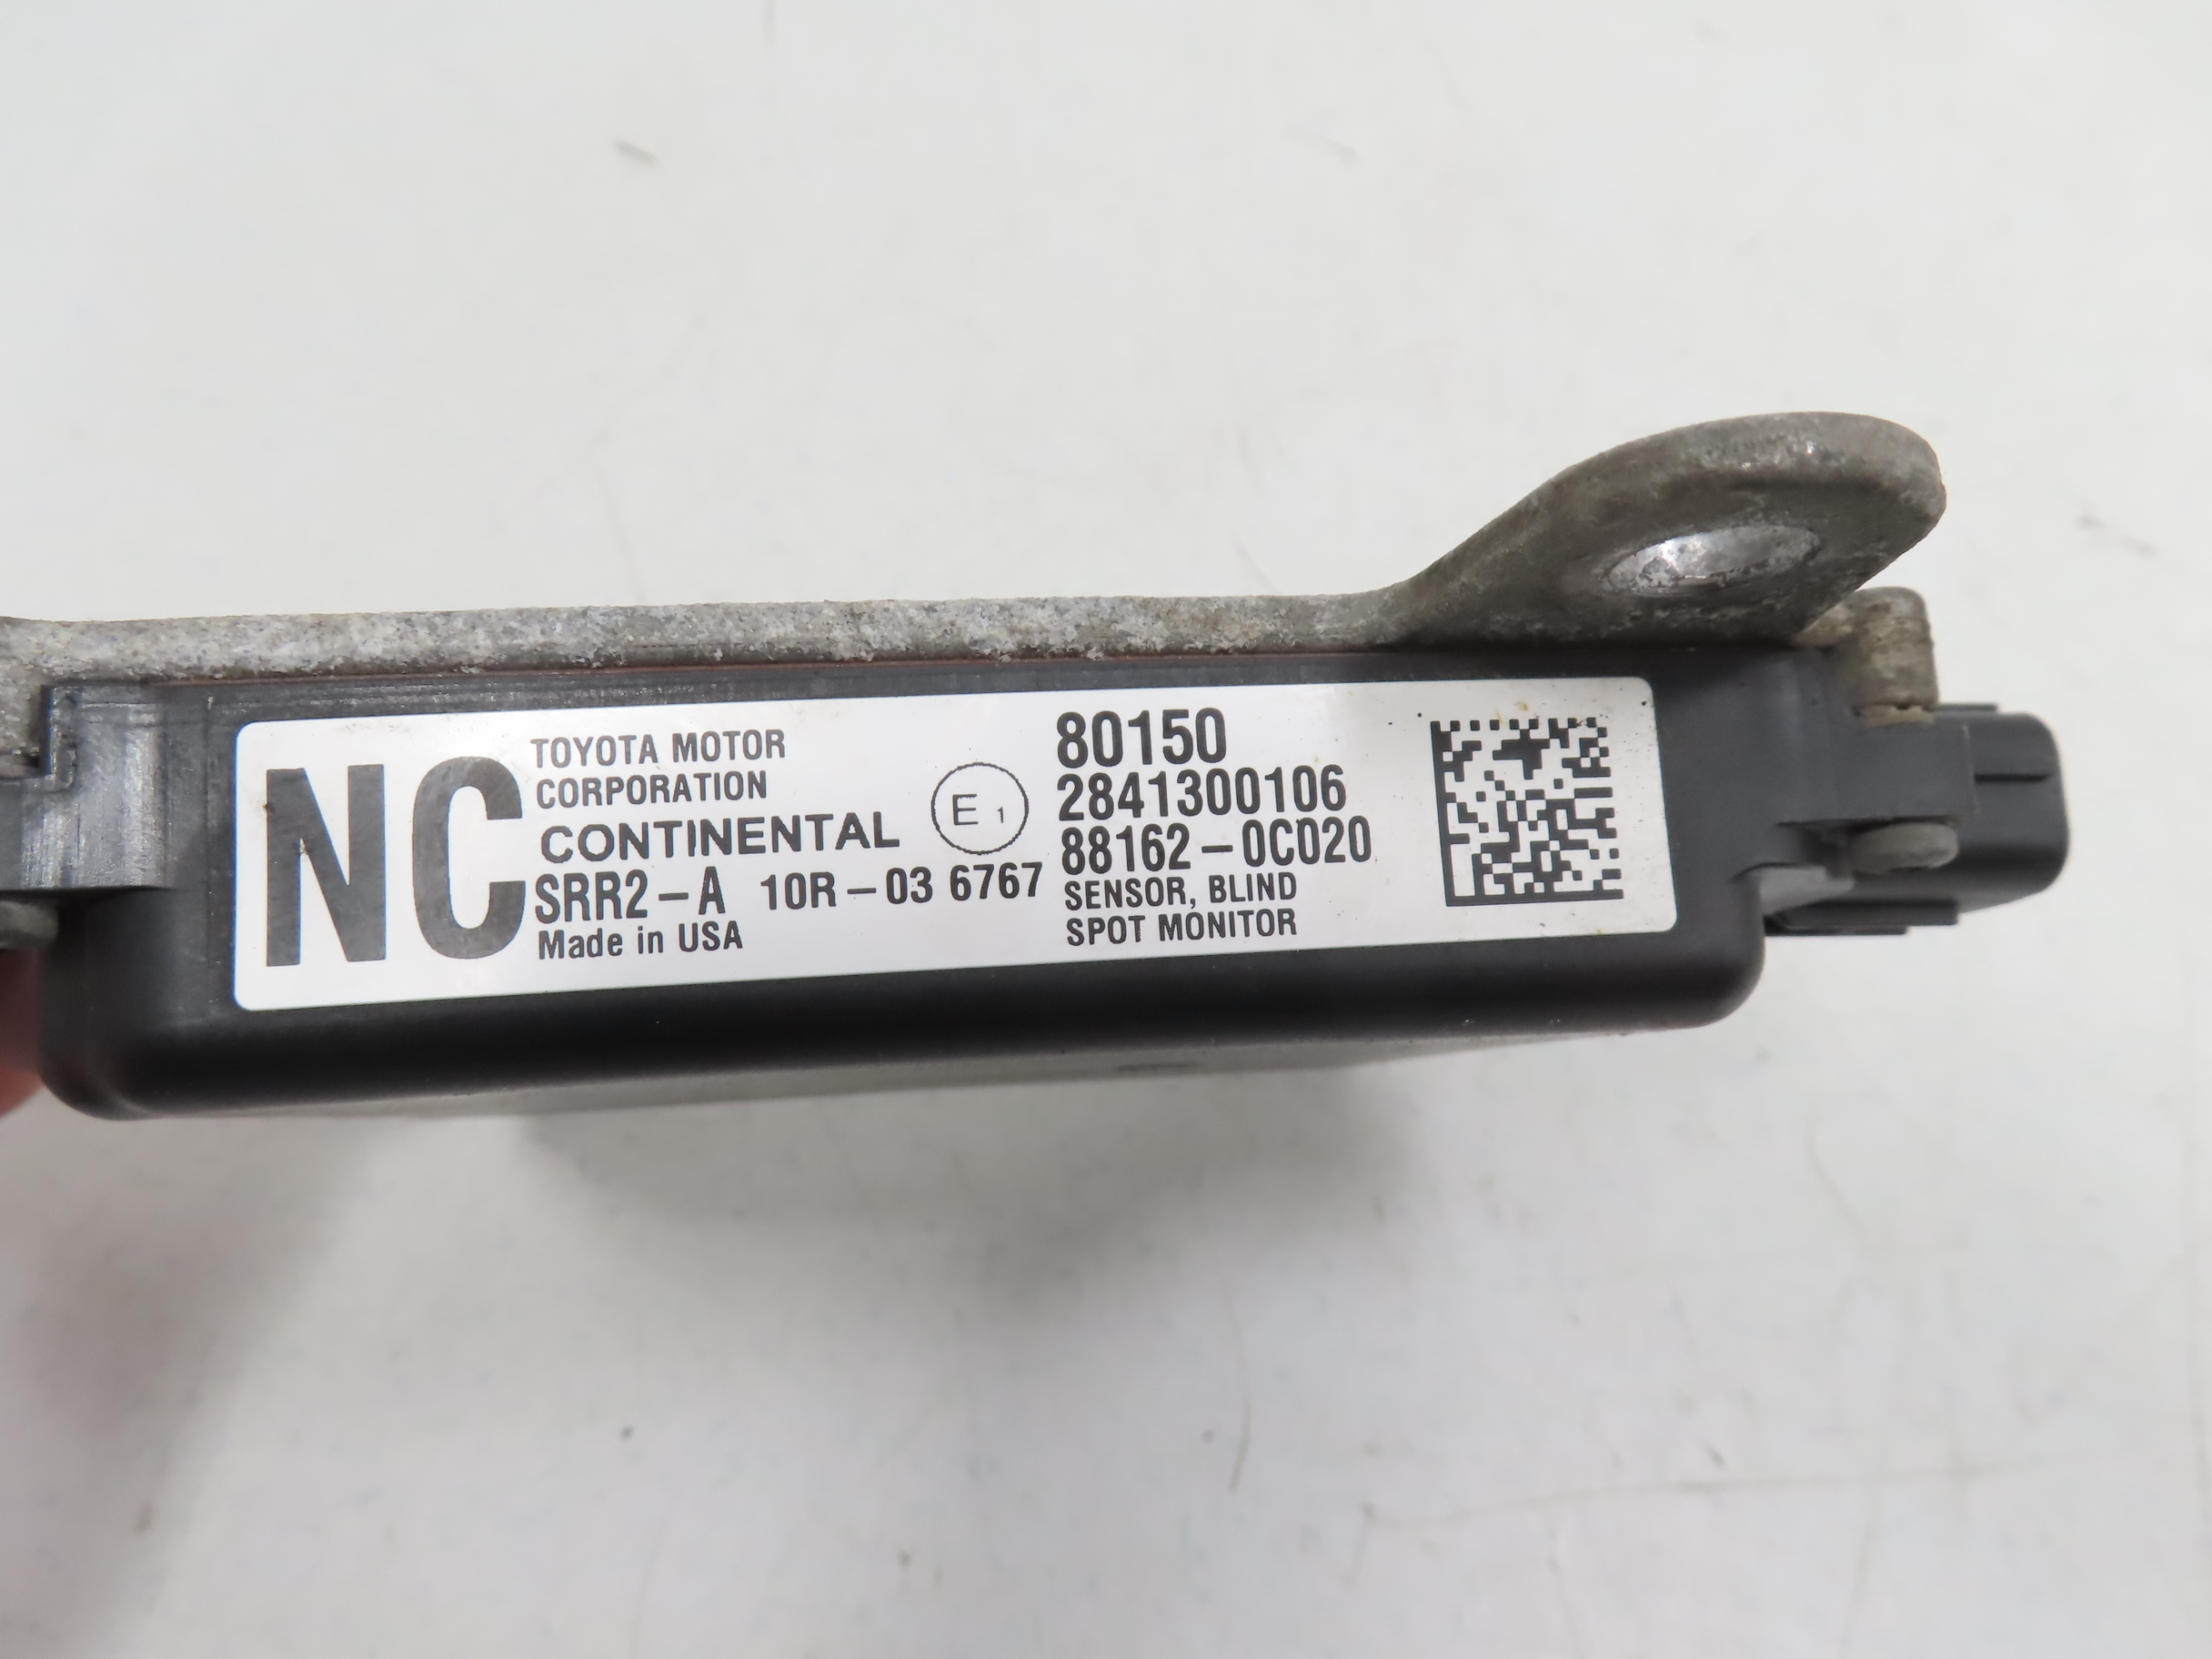 NC
TOYOTA MOTOR
CORPORATION
CONTINENTAL
SRR2-A 10R-03 6767
Made in USA
E1
80150
2841300106
88162-0C020
SENSOR, BLIND
SPOT MONITOR